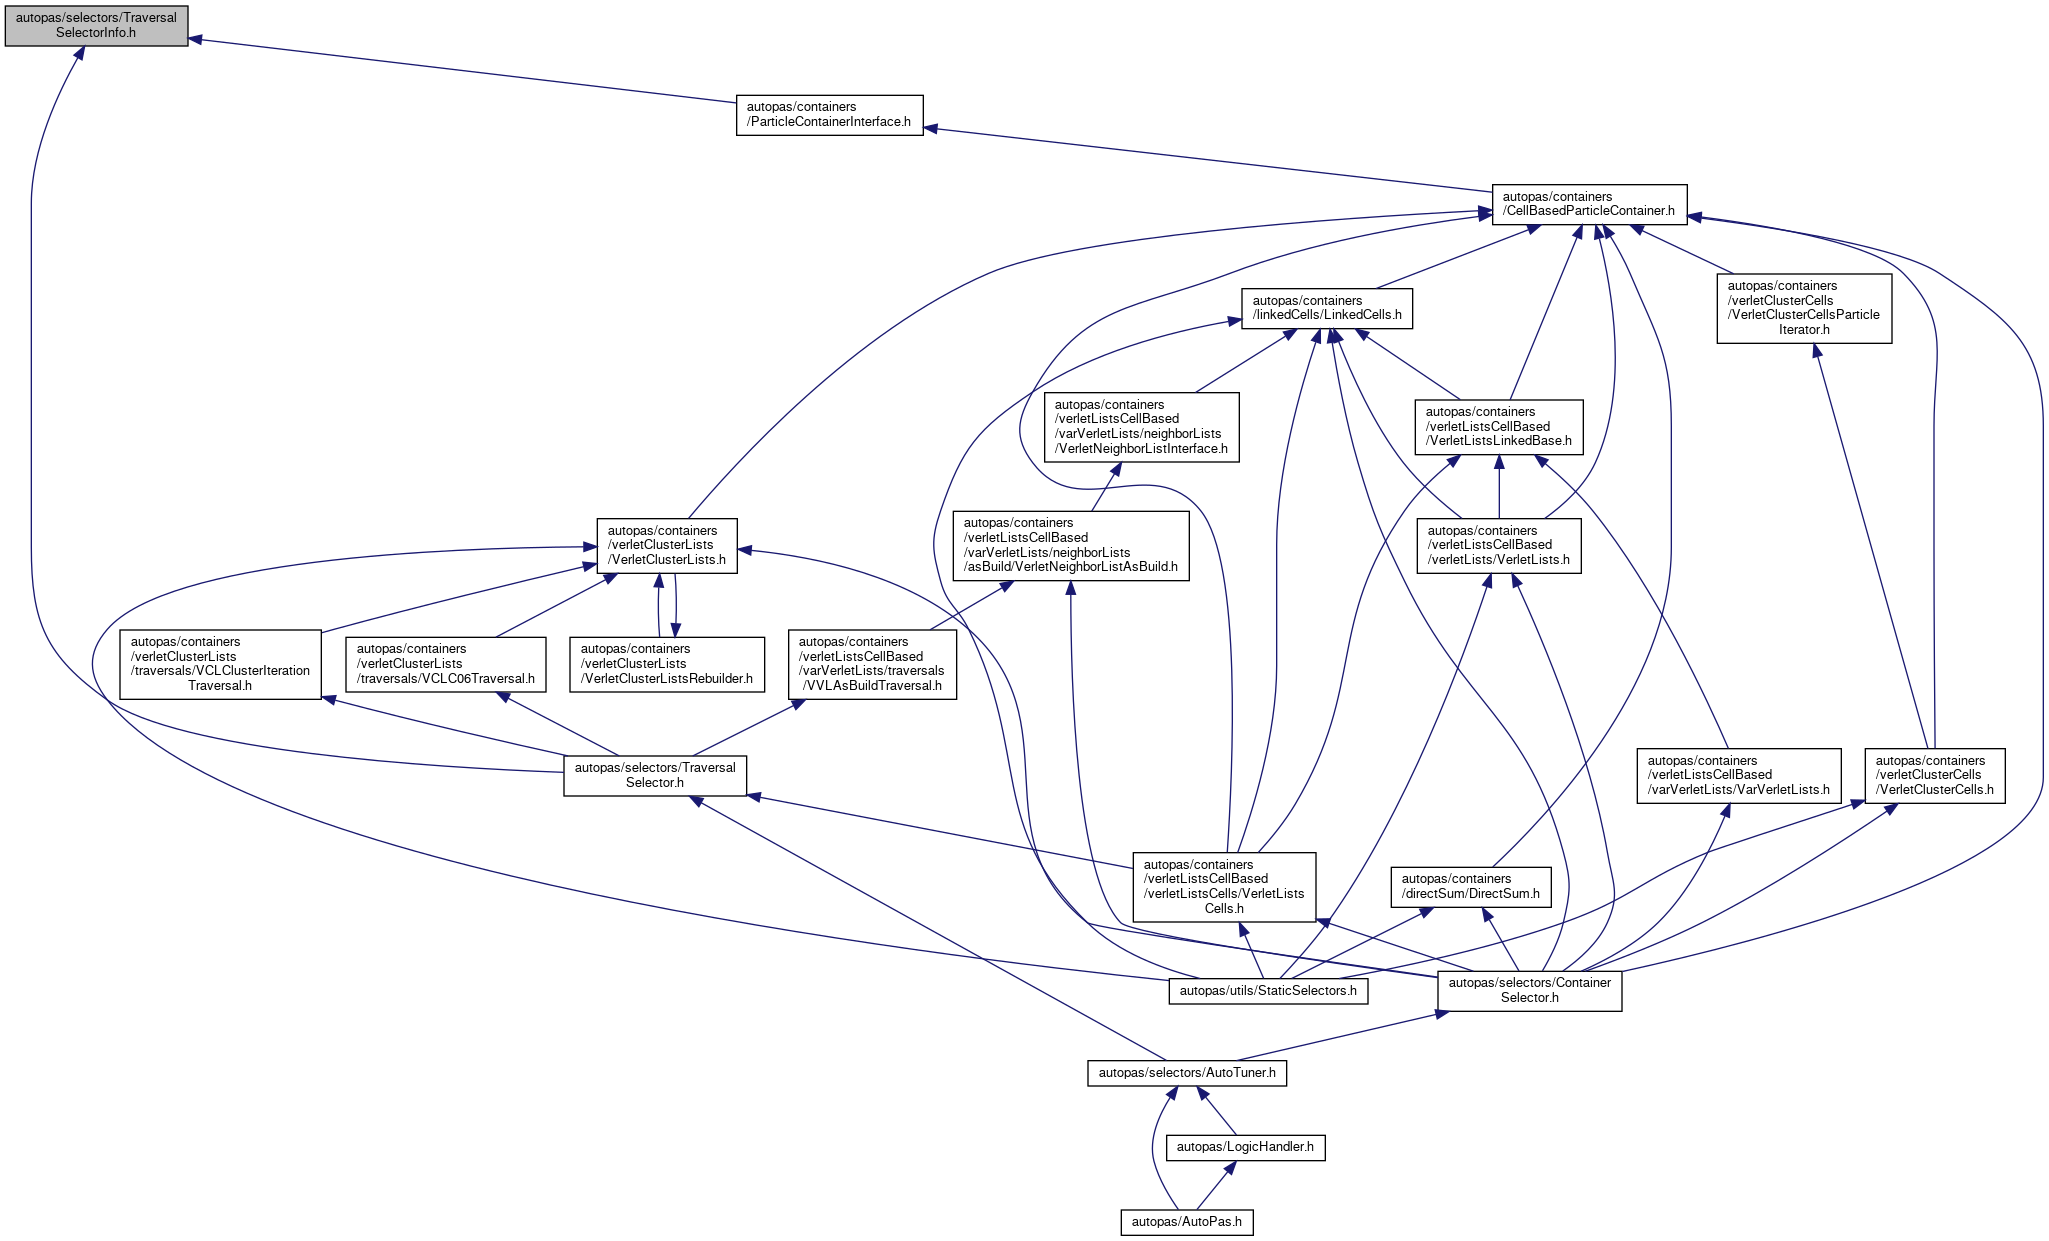 autopas/selectors/Traversal
SelectorInfo.h
autopas/containers
/ParticleContainerInterface.h
autopas/containers
/CellBasedParticleContainer.h
autopas/containers
/linkedCells/LinkedCells.h
autopas/containers
/verletClusterCells
/VerletClusterCellsParticle
Iterator.h
autopas/containers
/verletListsCellBased
/varVerletLists/neighborLists
/VerletNeighborListInterface.h
autopas/containers
/verletListsCellBased
/VerletListsLinkedBase.h
autopas/containers
/verletClusterLists
/VerletClusterLists.h
autopas/containers
/verletListsCellBased
/varVerletLists/neighborLists
/asBuild/VerletNeighborListAsBuild.h
autopas/containers
/verletListsCellBased
/verletLists/VerletLists.h
autopas/containers
/verletClusterLists
/traversals/VCLClusterIteration
Traversal.h
autopas/containers
/verletClusterLists
/traversals/VCLC06Traversal.h
autopas/containers
/verletClusterLists
/VerletClusterListsRebuilder.h
autopas/containers
/verletListsCellBased
/varVerletLists/traversals
/VVLAsBuildTraversal.h
autopas/selectors/Traversal
Selector.h
autopas/containers
/verletListsCellBased
/varVerletLists/VarVerletLists.h
autopas/containers
/verletClusterCells
/VerletClusterCells.h
autopas/containers
/verletListsCellBased
/verletListsCells/VerletLists
Cells.h
autopas/containers
/directSum/DirectSum.h
autopas/utils/StaticSelectors.h
autopas/selectors/Container
Selector.h
autopas/selectors/AutoTuner.h
autopas/LogicHandler.h
autopas/AutoPas.h